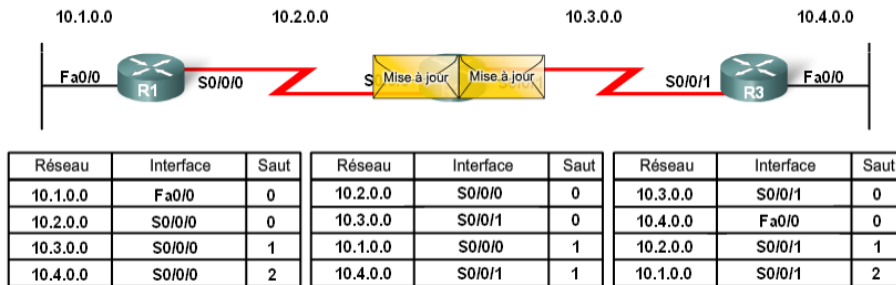 10.1.0.0 10.2.0.0 10.3.0.0 10.4.0.0
Fa0/0 R1 S0/0/0 Mise à jour Mise à jour S0/0/1 R3 Fa0/0
Réseau Interface Saut
10.1.0.0 Fa0/0 0
10.2.0.0 S0/0/0 0
10.3.0.0 S0/0/0 1
10.4.0.0 S0/0/0 2
Réseau Interface Saut
10.2.0.0 S0/0/0 0
10.3.0.0 S0/0/1 0
10.1.0.0 S0/0/0 1
10.4.0.0 S0/0/1 1
Réseau Interface Saut
10.3.0.0 S0/0/1 0
10.4.0.0 Fa0/0 0
10.2.0.0 S0/0/1 1
10.1.0.0 S0/0/1 2